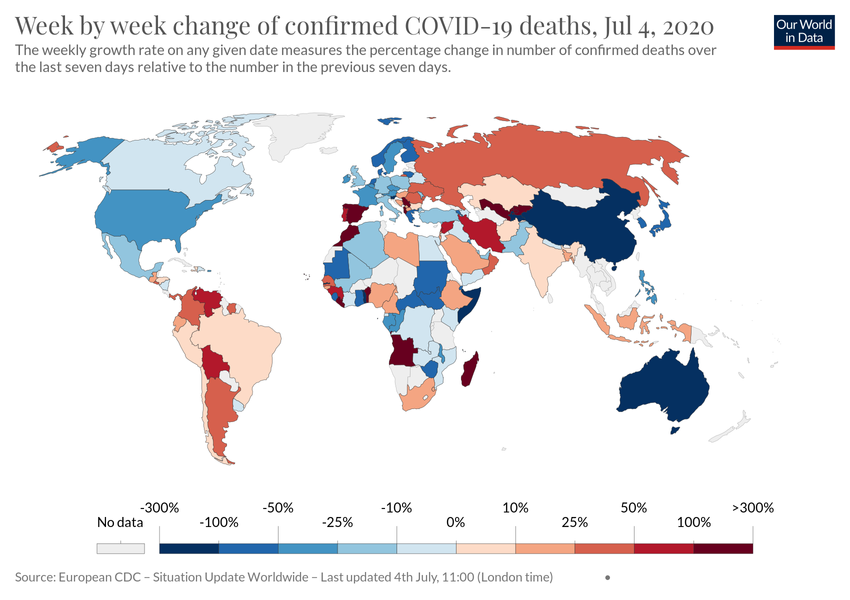 Week by week change of confirmed COVID-19 deaths, Jul 4, 2020
Our World
in Data
The weekly growth rate on any given date measures the percentage change in number of confirmed deaths over
the last seven days relative to the number in the previous seven days.
-300% -50% -10% 10% 50% >300%
No data -100% -25% 0% 25% 100%
Source: European CDC – Situation Update Worldwide – Last updated 4th July, 11:00 (London time) •